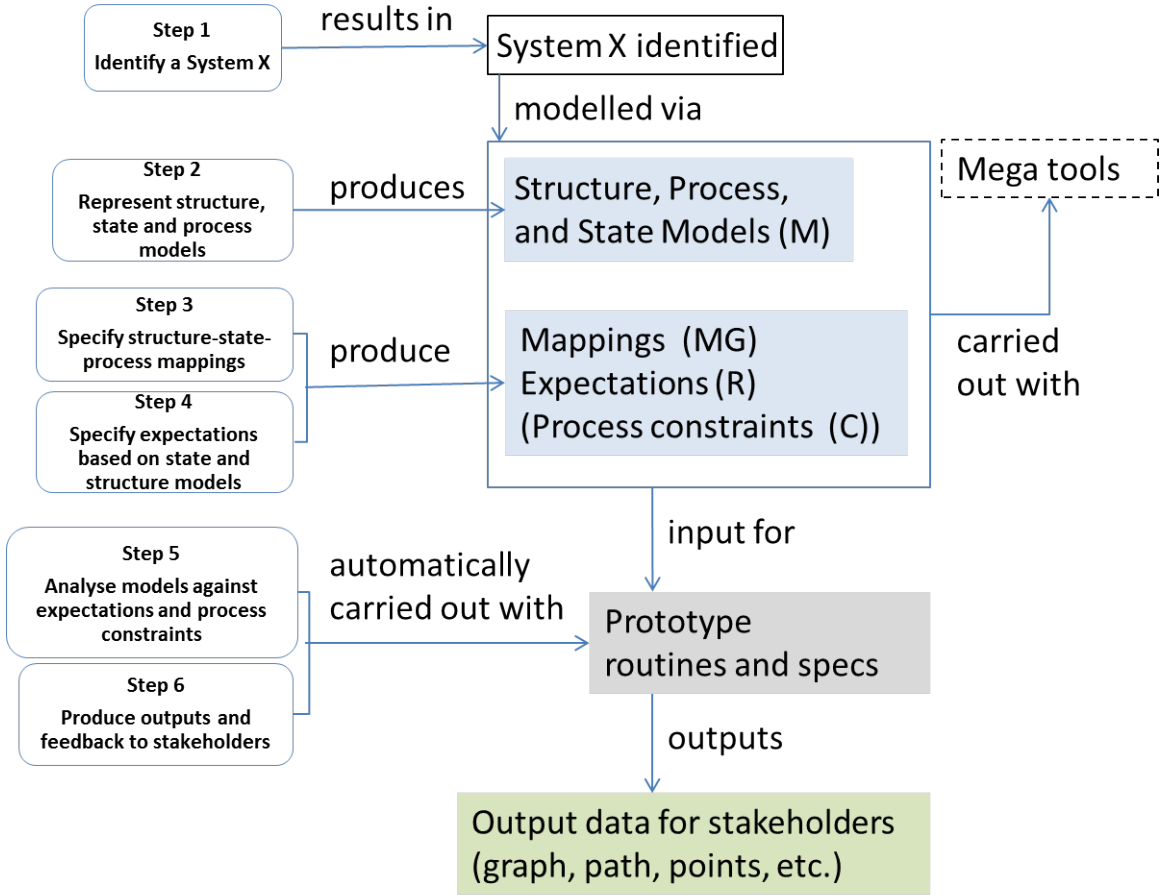 Step 1
Identify a System X
results in
System X identified
modelled via
Step 2
Represent structure,
state and process
models
produces
Structure, Process,
and State Models (M)
Mega tools
Step 3
Specify structure-state-
process mappings
produce
Mappings (MG)
Expectations (R)
(Process constraints (C))
carried
out with
Step 4
Specify expectations
based on state and
structure models
input for
Step 5
Analyse models against
expectations and process
constraints
automatically
carried out with
Prototype
routines and specs
Step 6
Produce outputs and
feedback to stakeholders
outputs
Output data for stakeholders
(graph, path, points, etc.)